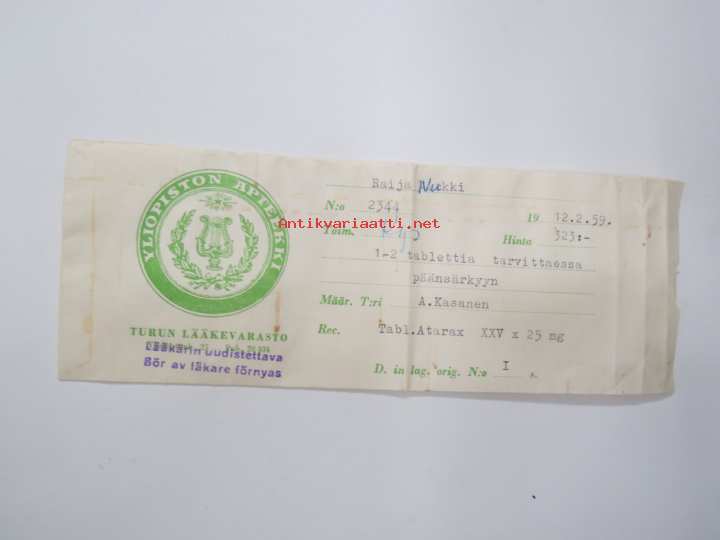 YLIOPISTON APTEEKKI
TURUN LÄÄKEVARASTO
Lääkärin uudistettava
Bör av läkare förnyas
Raija Nukki
N:o 2344 19 12.2.59.
Toim. Hinta 323:-
1-2 tablettia tarvittaessa
päänsärkyyn
Määr. T:ri A.Kasanen
Rec. Tabl.Atarax XXV x 25 mg
D. in lag. orig. N:o I
Antikvariaatti.net